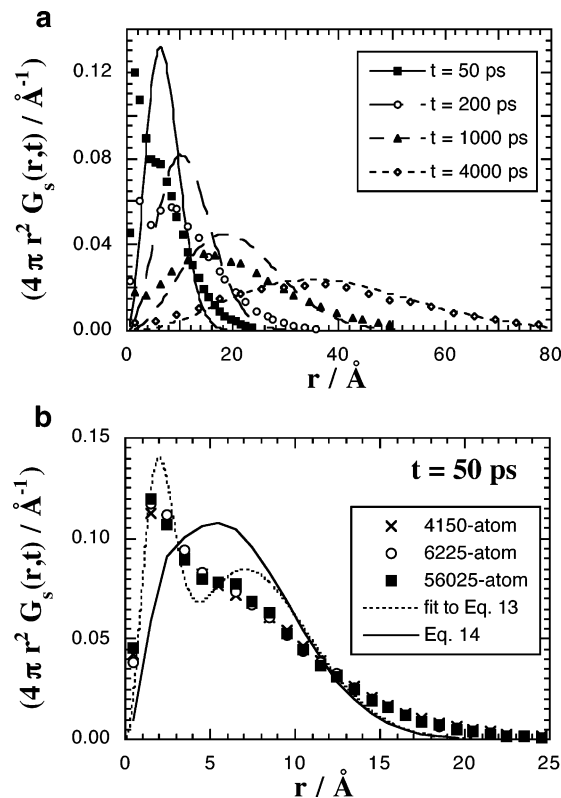 a
(4 π r² Gₛ(r,t) / Å⁻¹)
0.12
0.08
0.04
0.00
t = 50 ps
t = 200 ps
t = 1000 ps
t = 4000 ps
0 20 40 60 80
r / Å
b
(4 π r² Gₛ(r,t) / Å⁻¹)
0.15
0.10
0.05
0.00
t = 50 ps
4150-atom
6225-atom
56025-atom
fit to Eq. 13
Eq. 14
0 5 10 15 20 25
r / Å